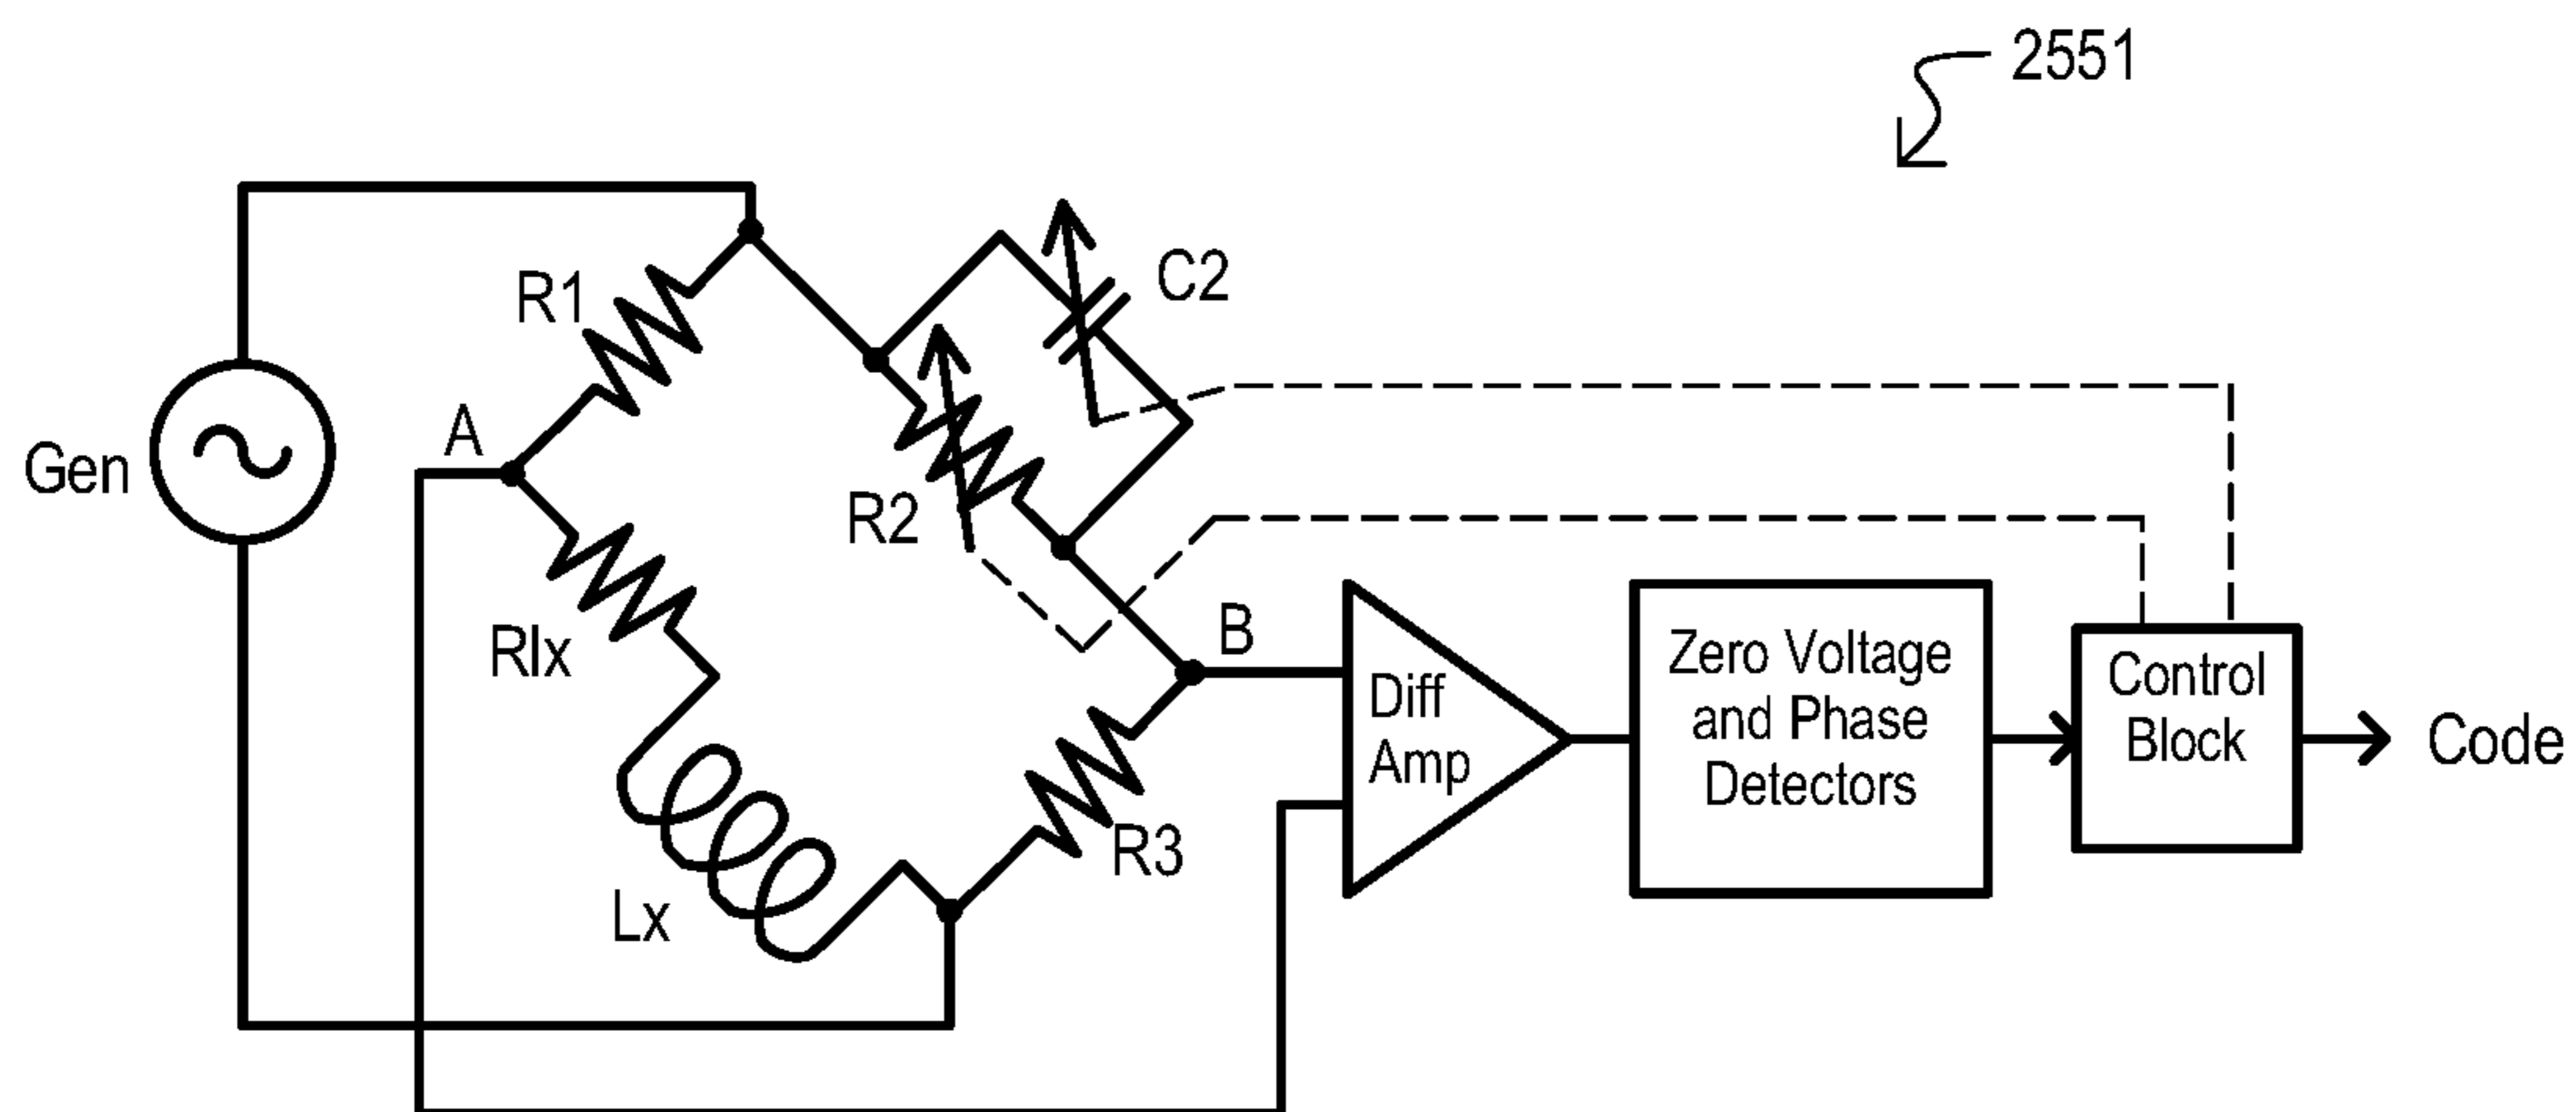 2551
C2
R1
A
Gen
R2
B
Rlx
Diff
Amp
Zero Voltage
and Phase
Detectors
Control
Block
Code
R3
Lx